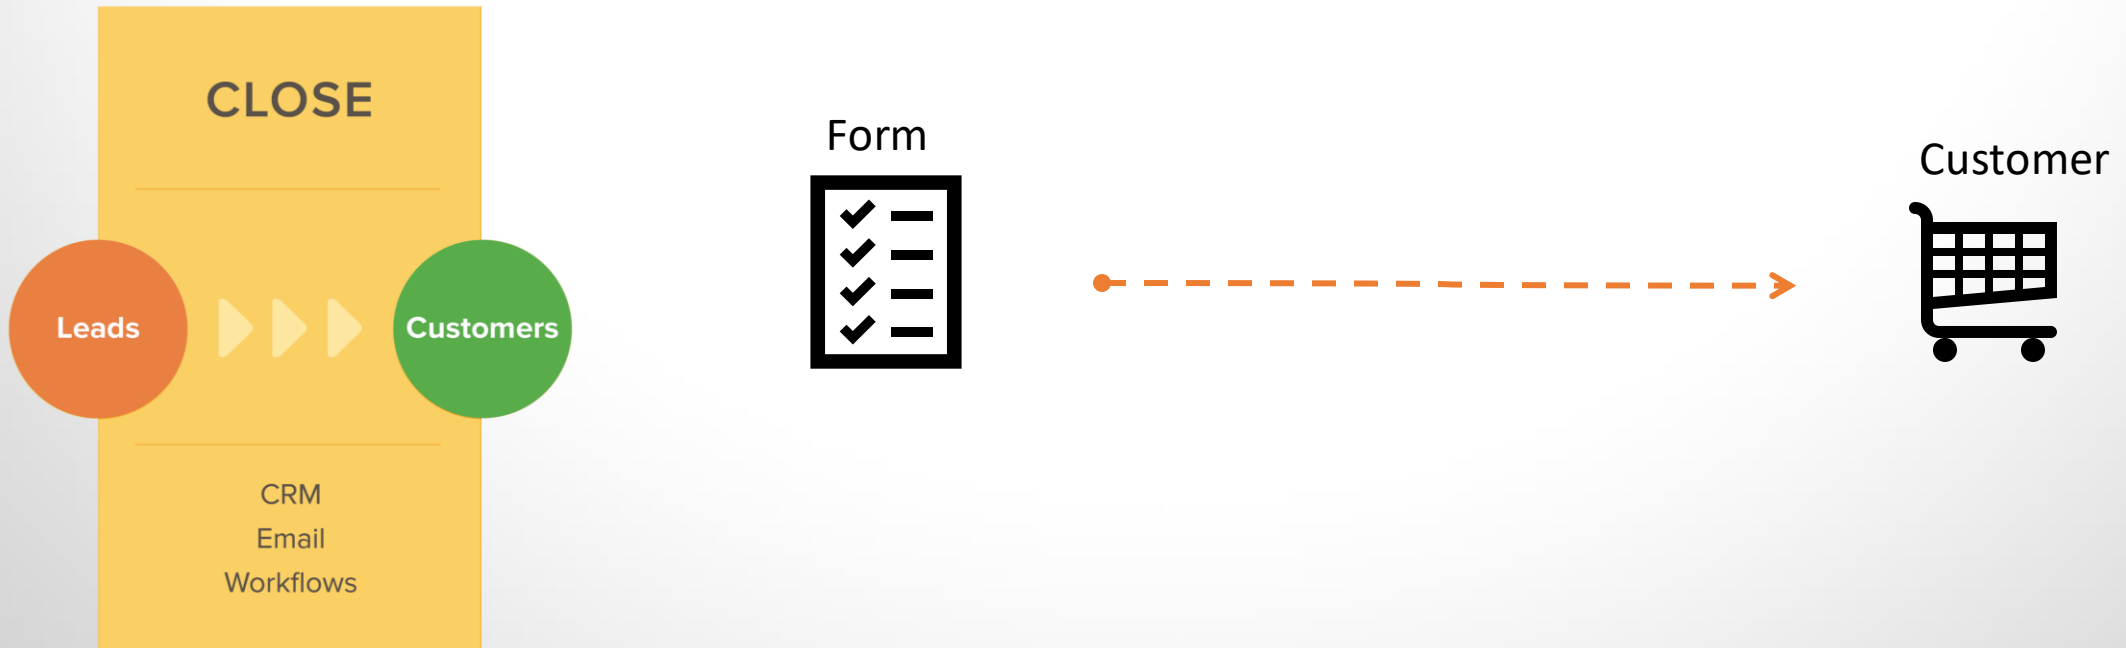 CLOSE
Leads
Customers
CRM
Email
Workflows
Form
Customer